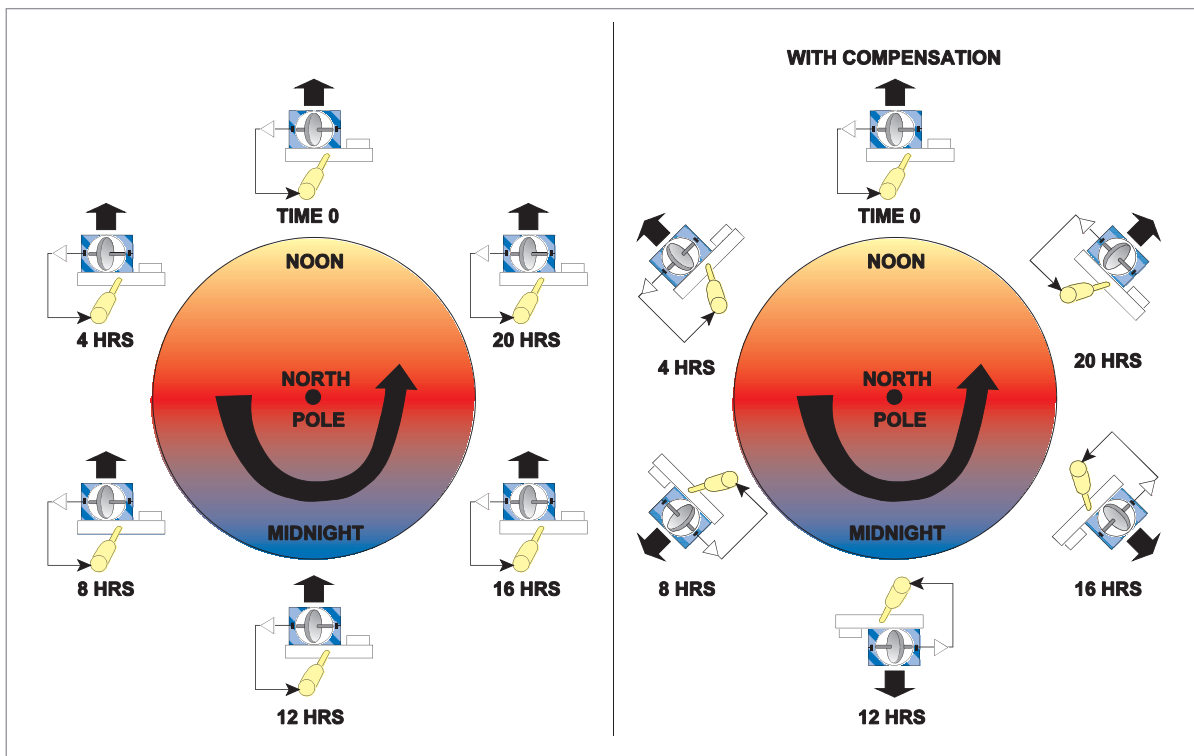 TIME 0
NOON
4 HRS
20 HRS
NORTH
POLE
MIDNIGHT
8 HRS
16 HRS
12 HRS
WITH COMPENSATION
TIME 0
NOON
4 HRS
20 HRS
NORTH
POLE
MIDNIGHT
8 HRS
16 HRS
12 HRS